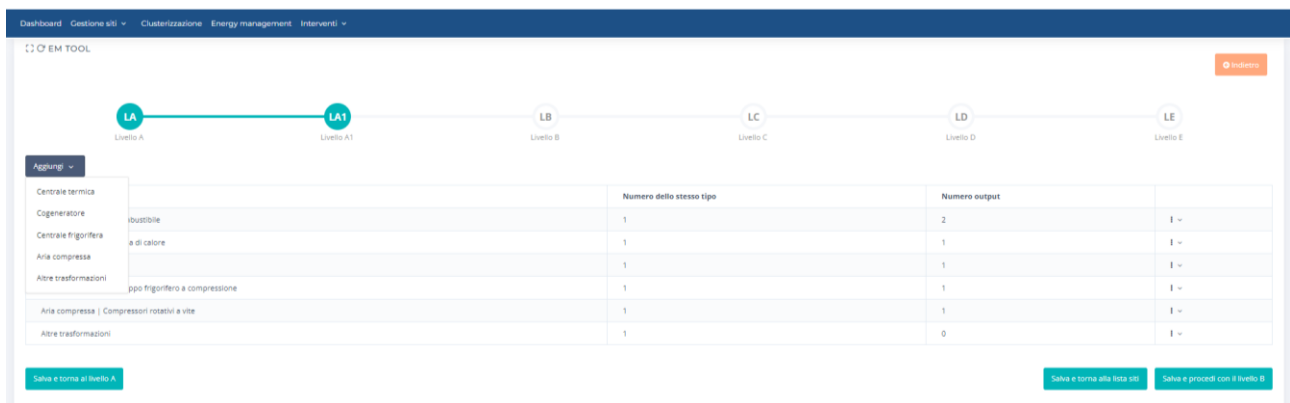 Dashboard Gestione siti Clusterizzazione Energy management Interventi
EM TOOL
Indietro
LA LA1 LB LC LD LE
Livello A Livello A1 Livello B Livello C Livello D Livello E
Aggiungi
Centrale termica
Cogeneratore
Centrale frigorifera
Aria compressa
Altre trasformazioni
Numero dello stesso tipo Numero output
bustibile 1 2
a di calore 1 1
1 1
ppo frigorifero a compressione 1 1
Aria compressa | Compressori rotativi a vite 1 1
Altre trasformazioni 1 0
Salva e torna al livello A Salva e torna alla lista siti Salva e procedi con il livello B